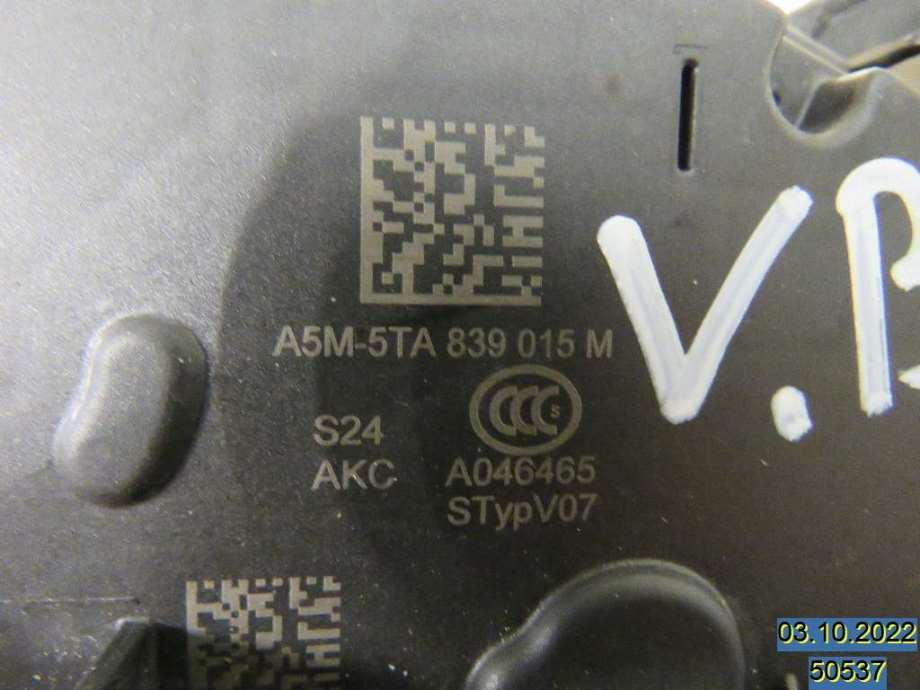 A5M-5TA 839 015 M
S24
CCC S
AKC
A046465
STypV07
V.
03.10.2022
50537